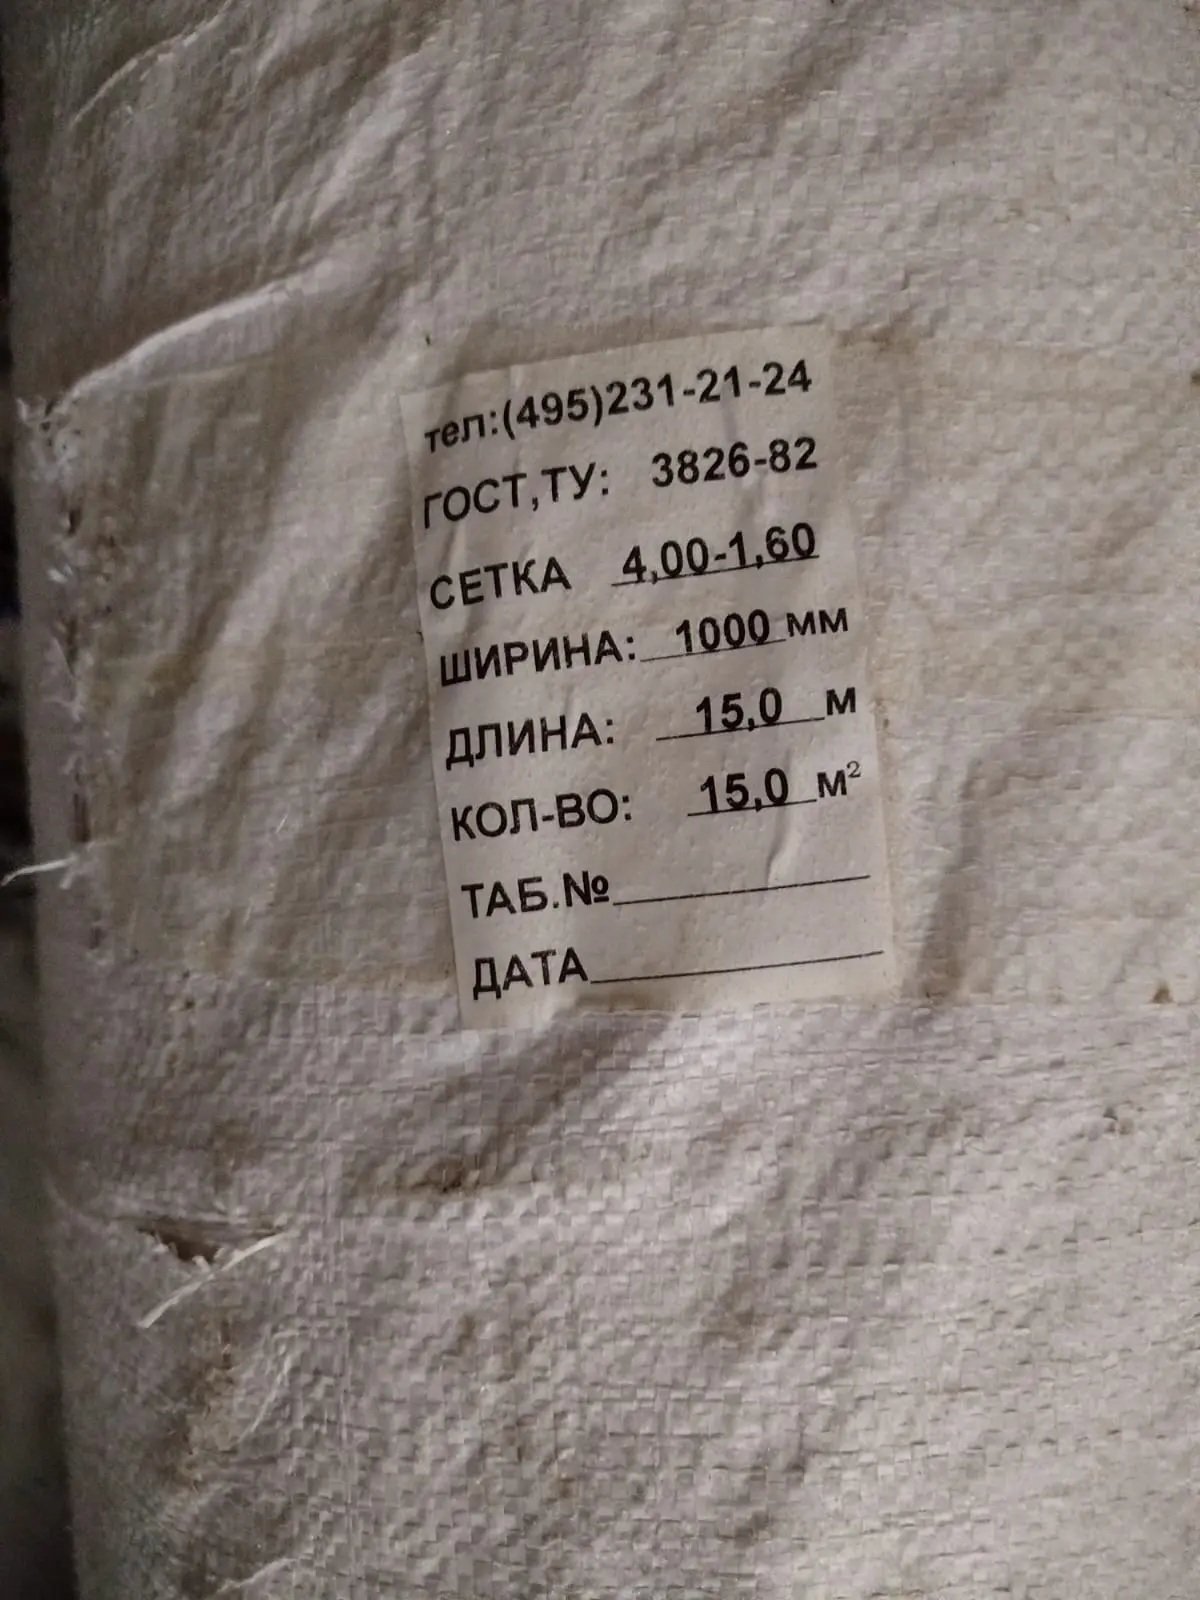 тел:(495)231-21-24
ГОСТ,ТУ: 3826-82
СЕТКА 4,00-1,60
ШИРИНА: 1000 мм
ДЛИНА: 15,0 м
КОЛ-ВО: 15,0 м²
ТАБ.№
ДАТА